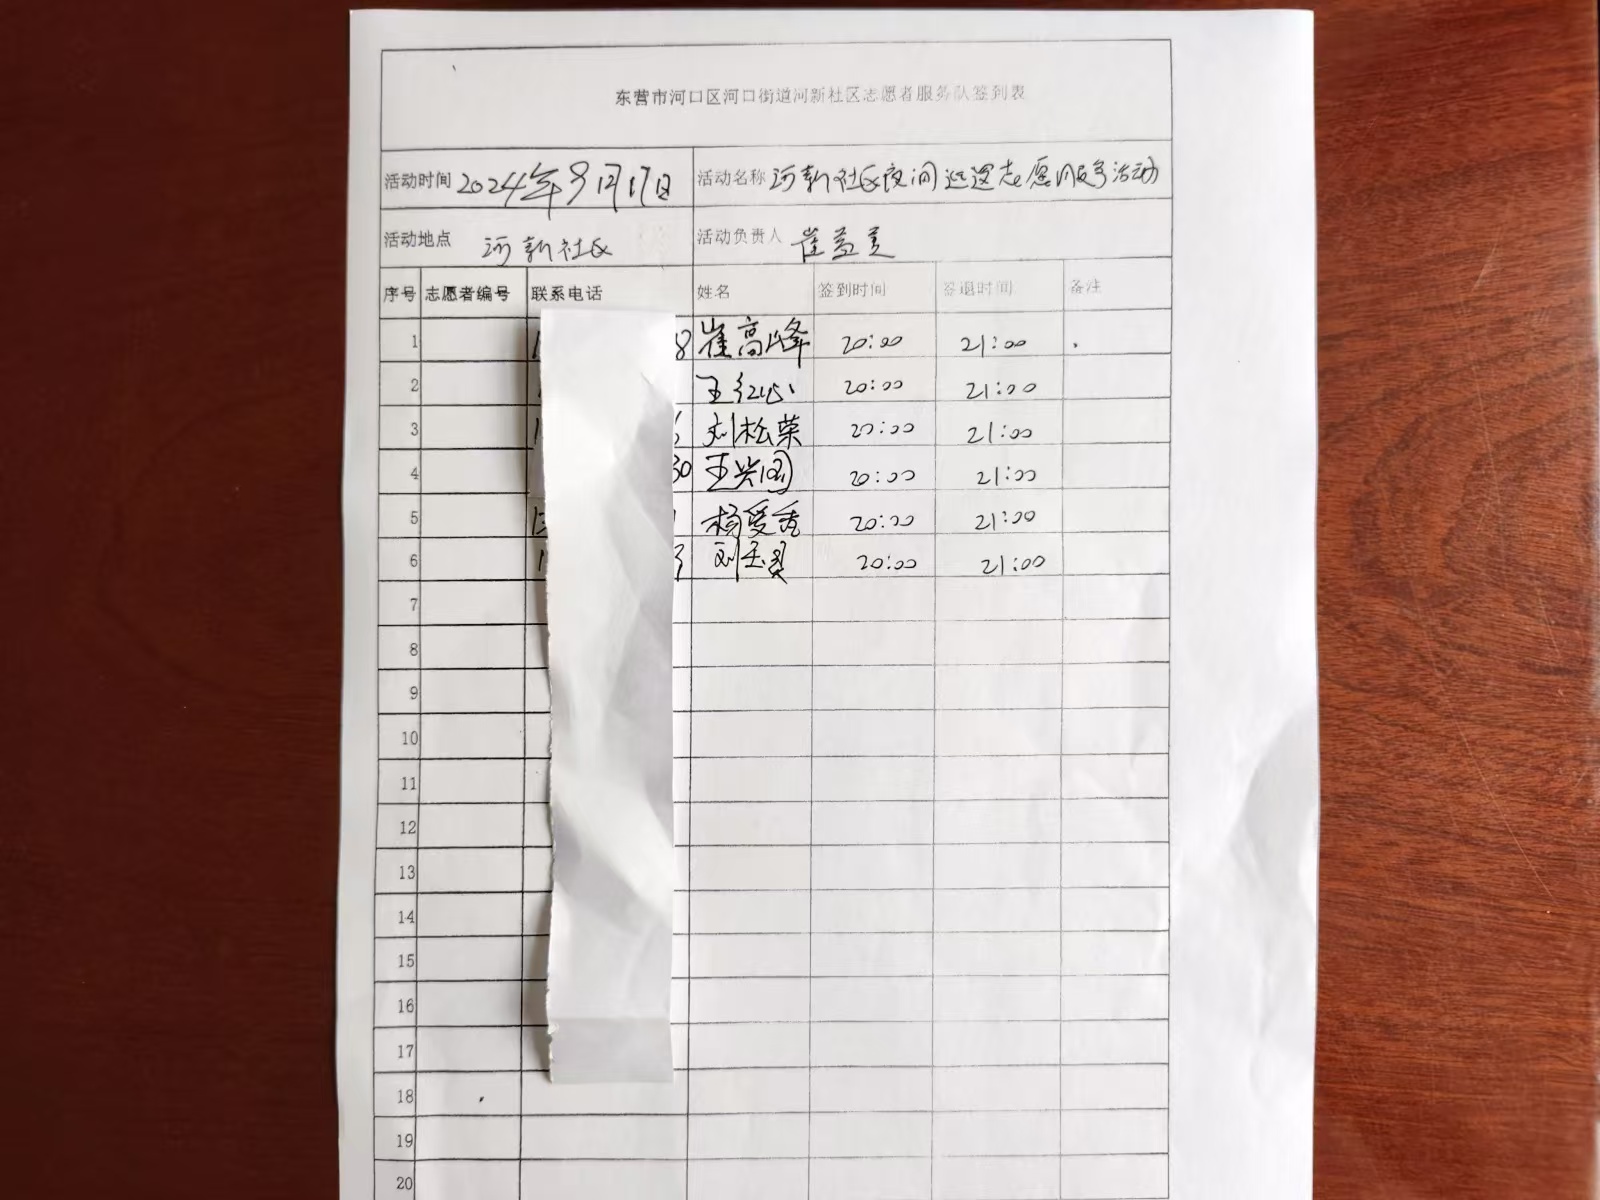 东营市河口区河口街道河新社区志愿者服务队签到表
活动时间 2024年9月17日 活动名称 河新社区夜间巡逻志愿服务活动
活动地点 河新社区 活动负责人 崔益美
序号 志愿者编号 联系电话 姓名 签到时间 签退时间 备注
1 8 崔高峰 20:00 21:00
2 王红心 20:00 21:00
3 刘松荣 20:00 21:00
4 30 王兴国 20:00 21:00
5 杨爱秀 20:00 21:00
6 刘玉 20:00 21:00
7
8
9
10
11
12
13
14
15
16
17
18
19
20